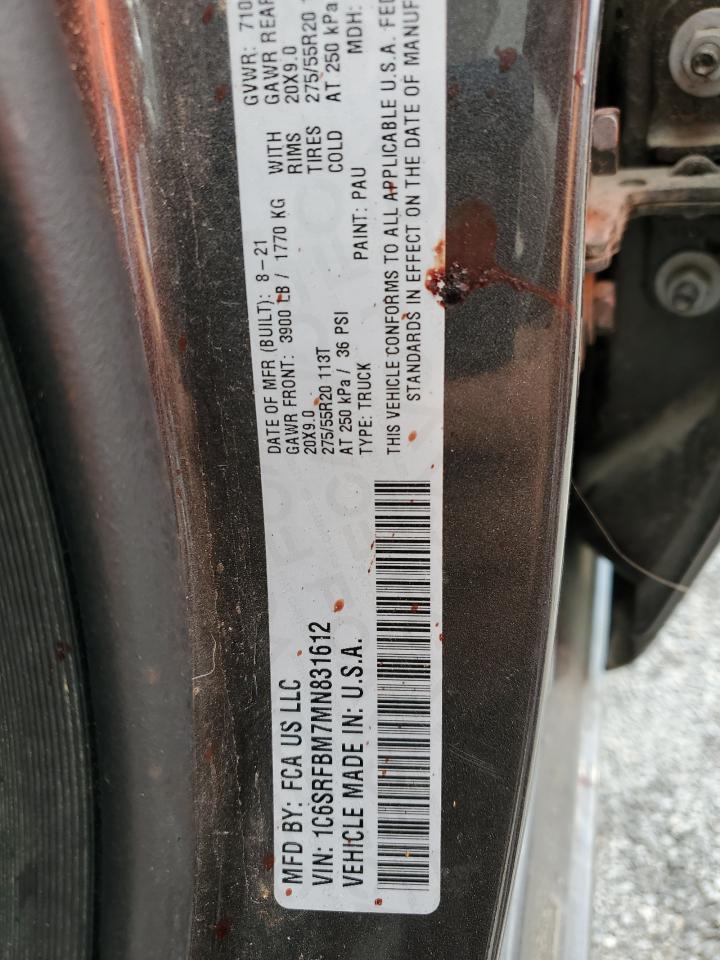 MFD BY: FCA US LLC
VIN: 1C6SRFBM7MN831612
VEHICLE MADE IN: U.S.A.
DATE OF MFR (BUILT): 8-21 GVWR: 710
GAWR FRONT: 3900 LB / 1770 KG WITH GAWR REAR
20X9.0 RIMS 20X9.0
275/55R20 113T TIRES 275/55R20
AT 250 kPa / 36 PSI COLD AT 250 kPa
TYPE: TRUCK PAINT: PAU MDH:
THIS VEHICLE CONFORMS TO ALL APPLICABLE U.S.A. FED
STANDARDS IN EFFECT ON THE DATE OF MANUF